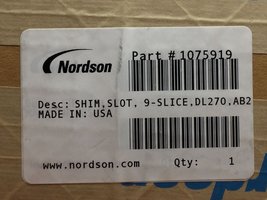 Nordson
Part # 1075919
Desc: SHIM,SLOT, 9-SLICE,DL270,AB2
MADE IN: USA
www.nordson.com
Qty: 1